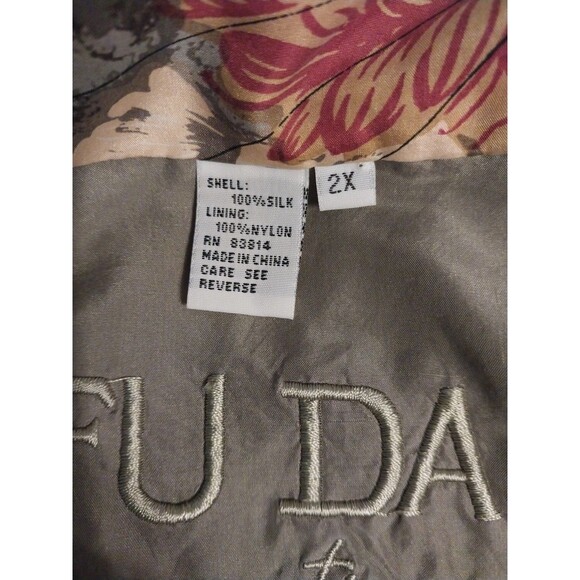 SHELL:
100%SILK
LINING:
100%NYLON
RN 83814
MADE IN CHINA
CARE SEE
REVERSE
2X
FU DA